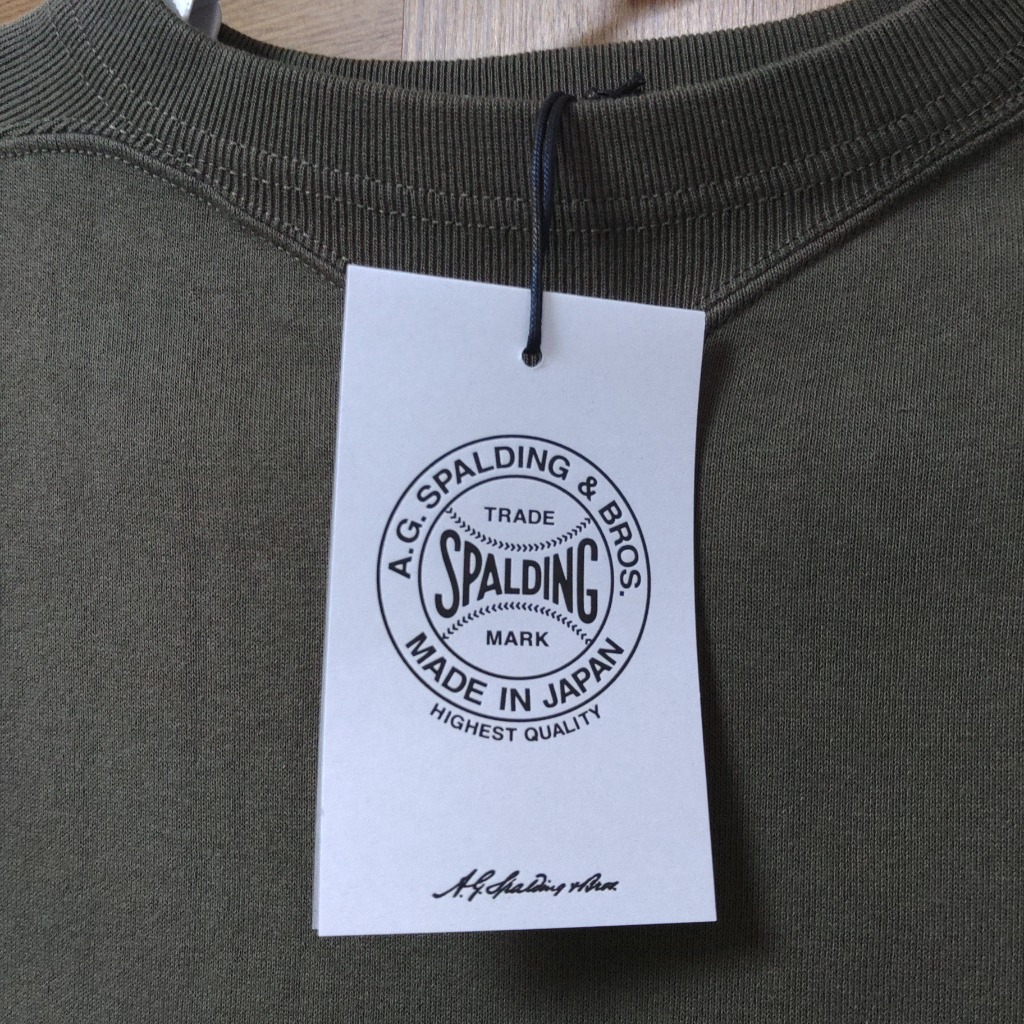 A.G. SPALDING & BROS.
TRADE
SPALDING
MARK
MADE IN JAPAN
HIGHEST QUALITY
A.G. Spalding & Bros.